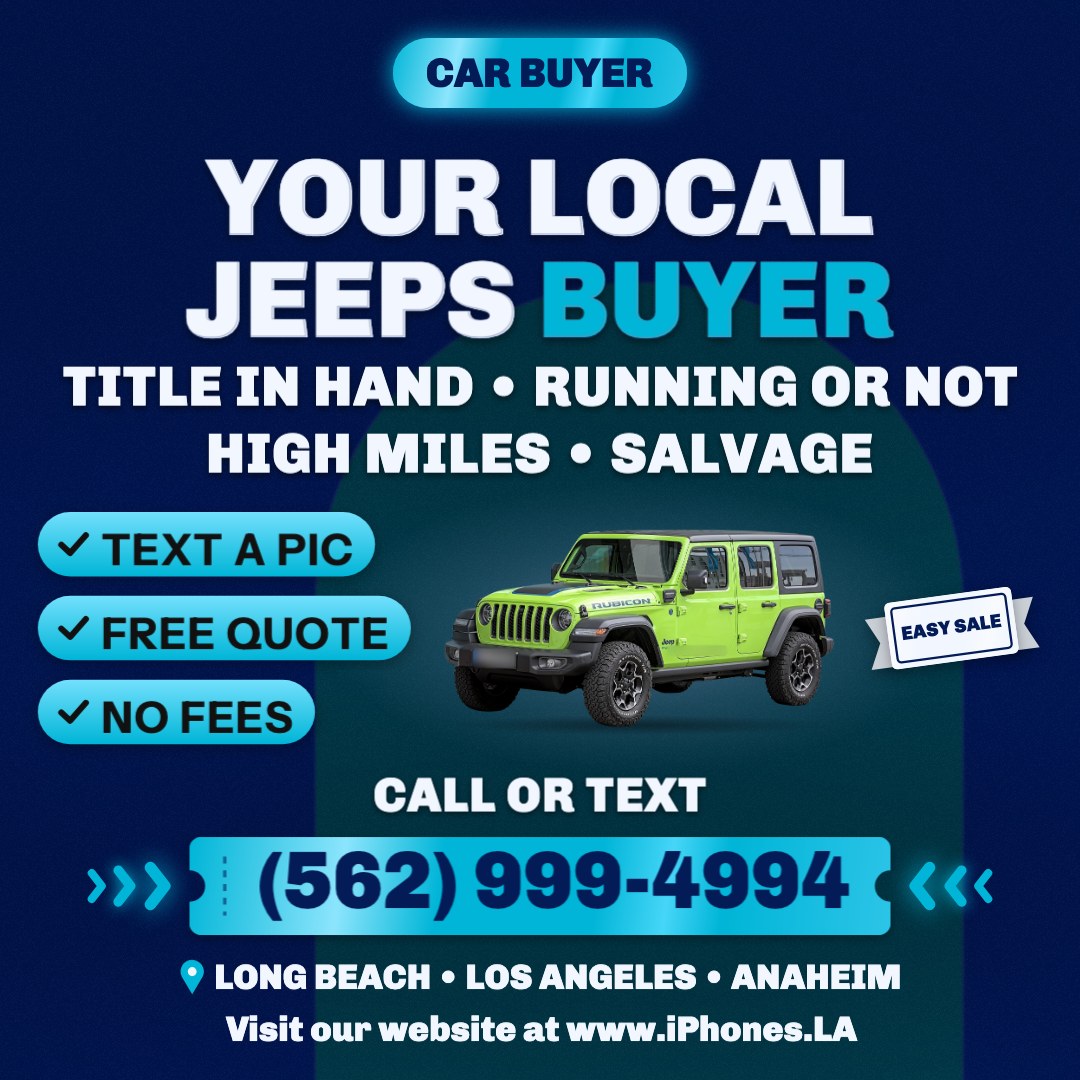 CAR BUYER
YOUR LOCAL
JEEPS BUYER
TITLE IN HAND • RUNNING OR NOT
HIGH MILES • SALVAGE
TEXT A PIC
FREE QUOTE
NO FEES
RUBICON
Jeep
EASY SALE
CALL OR TEXT
(562) 999-4994
LONG BEACH • LOS ANGELES • ANAHEIM
Visit our website at www.iPhones.LA